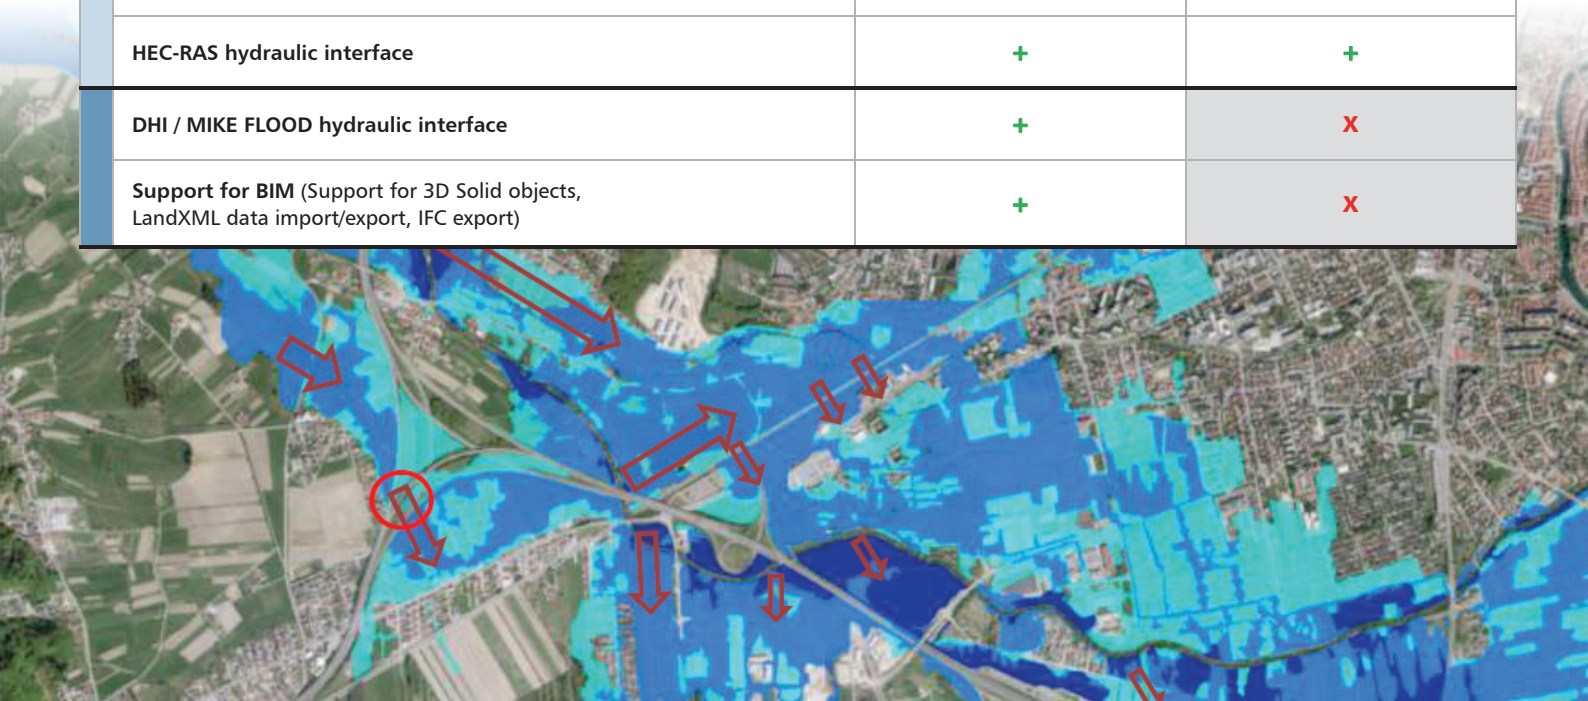 HEC-RAS hydraulic interface + +
DHI / MIKE FLOOD hydraulic interface + X
Support for BIM (Support for 3D Solid objects,
LandXML data import/export, IFC export) + X